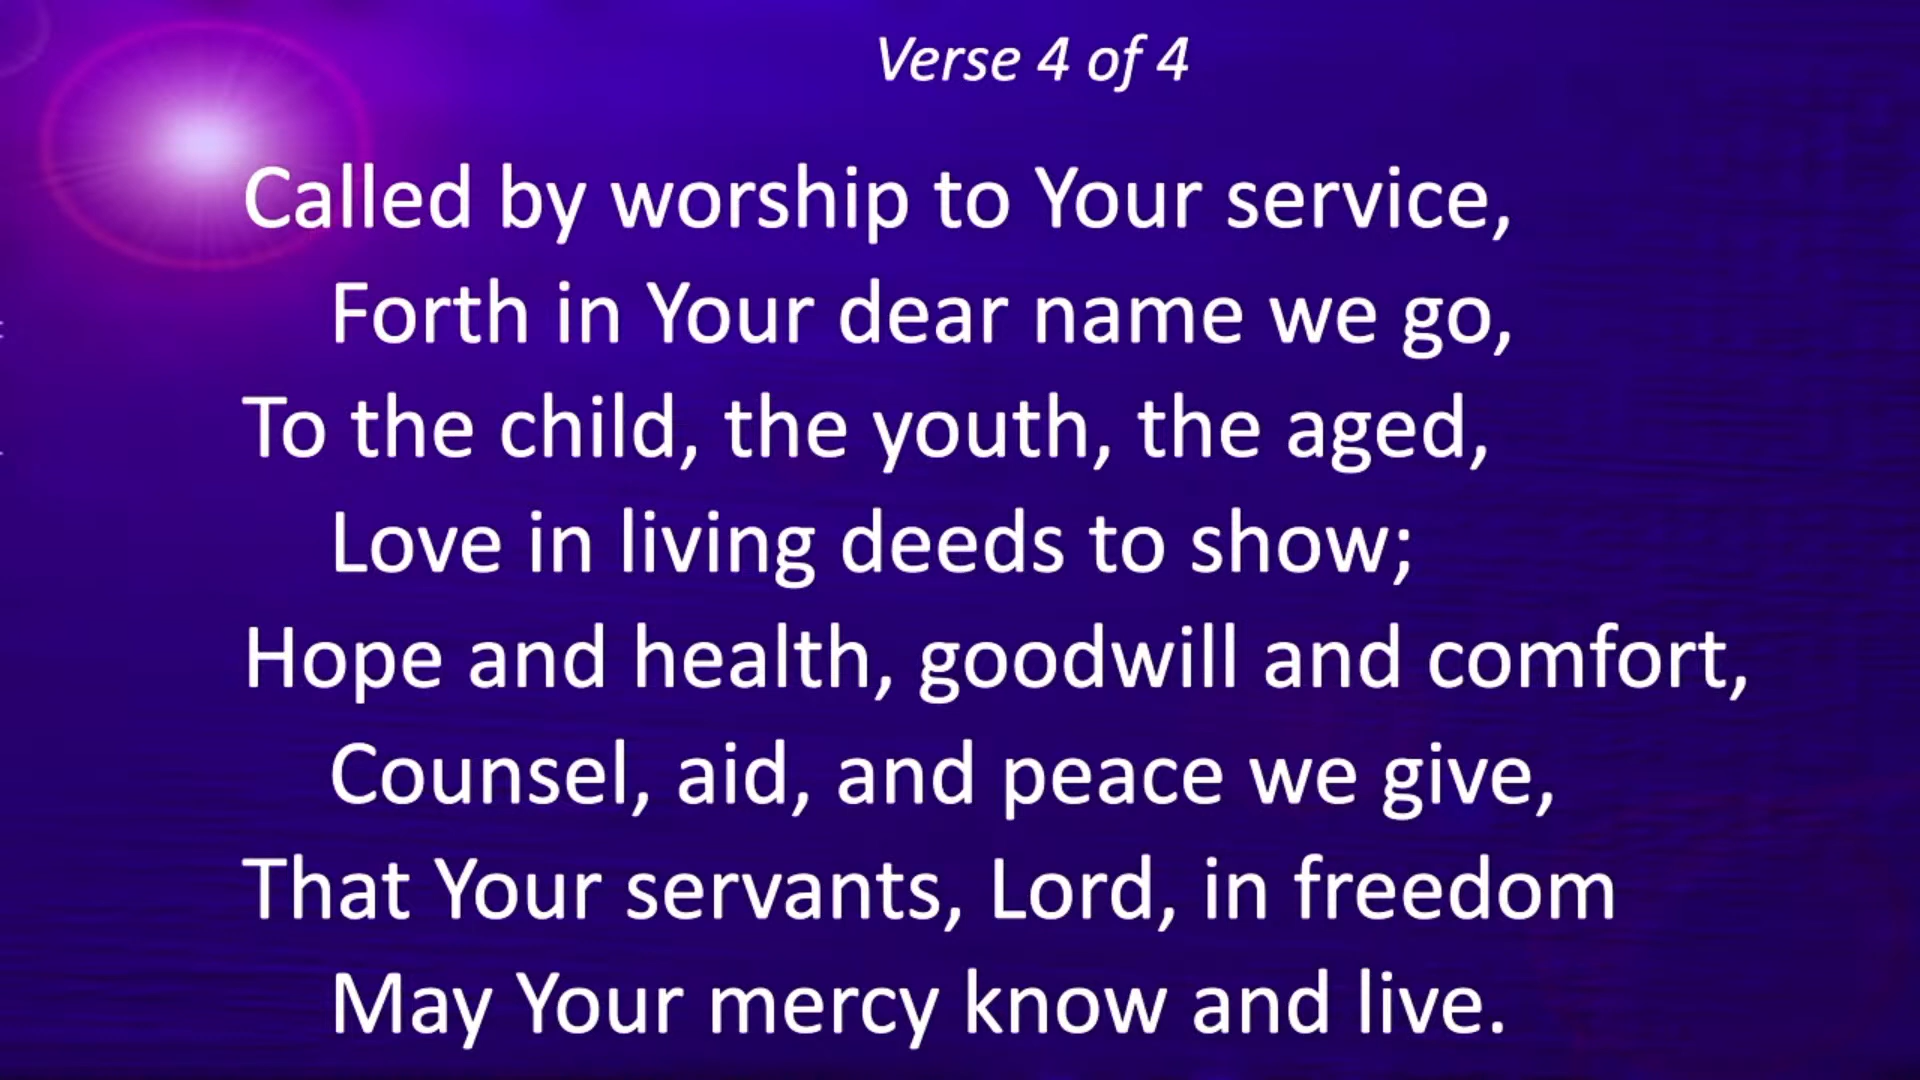 Verse 4 of 4
Called by worship to Your service,
Forth in Your dear name we go,
To the child, the youth, the aged,
Love in living deeds to show;
Hope and health, goodwill and comfort,
Counsel, aid, and peace we give,
That Your servants, Lord, in freedom
May Your mercy know and live.